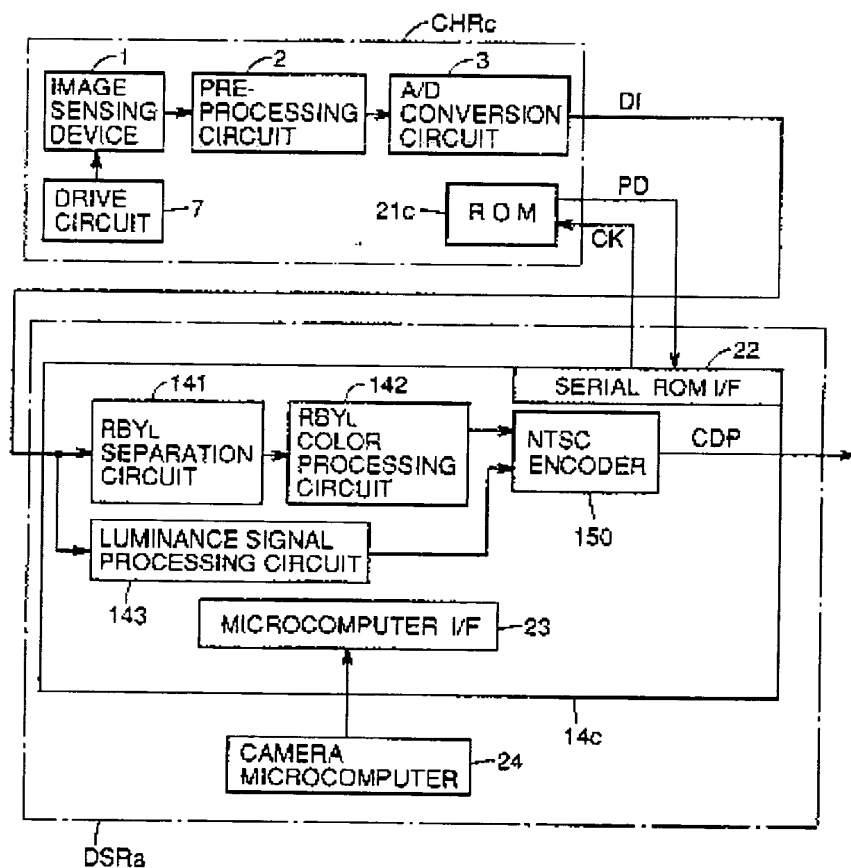 CHRc
1
2
3
IMAGE
SENSING
DEVICE
PRE-
PROCESSING
CIRCUIT
A/D
CONVERSION
CIRCUIT
DI
DRIVE
CIRCUIT
7
21c
ROM
PD
CK
22
SERIAL ROM I/F
141
142
RBYL
SEPARATION
CIRCUIT
RBYL
COLOR
PROCESSING
CIRCUIT
NTSC
ENCODER
CDP
150
LUMINANCE SIGNAL
PROCESSING CIRCUIT
143
MICROCOMPUTER I/F
23
14c
CAMERA
MICROCOMPUTER
24
DSRa